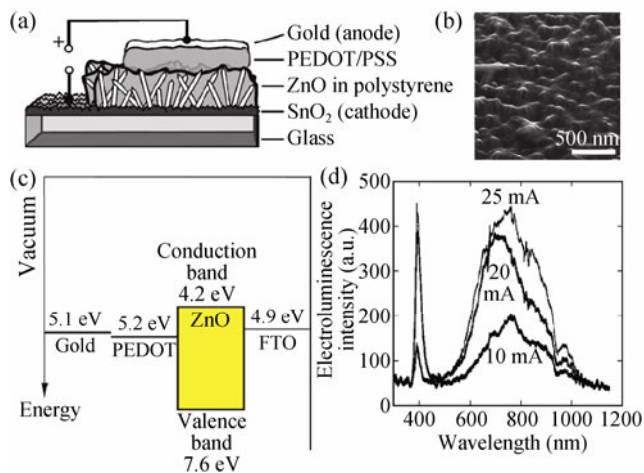 (a)
+
Gold (anode)
PEDOT/PSS
ZnO in polystyrene
SnO₂ (cathode)
Glass
(b)
500 nm
(c)
Vacuum
Energy
5.1 eV
Gold
5.2 eV
PEDOT
Conduction
band
4.2 eV
ZnO
Valence
band
7.6 eV
4.9 eV
FTO
(d)
Electroluminescence
intensity (a.u.)
500
400
300
200
100
0
25 mA
20
mA
10 mA
400 600 800 1000 1200
Wavelength (nm)